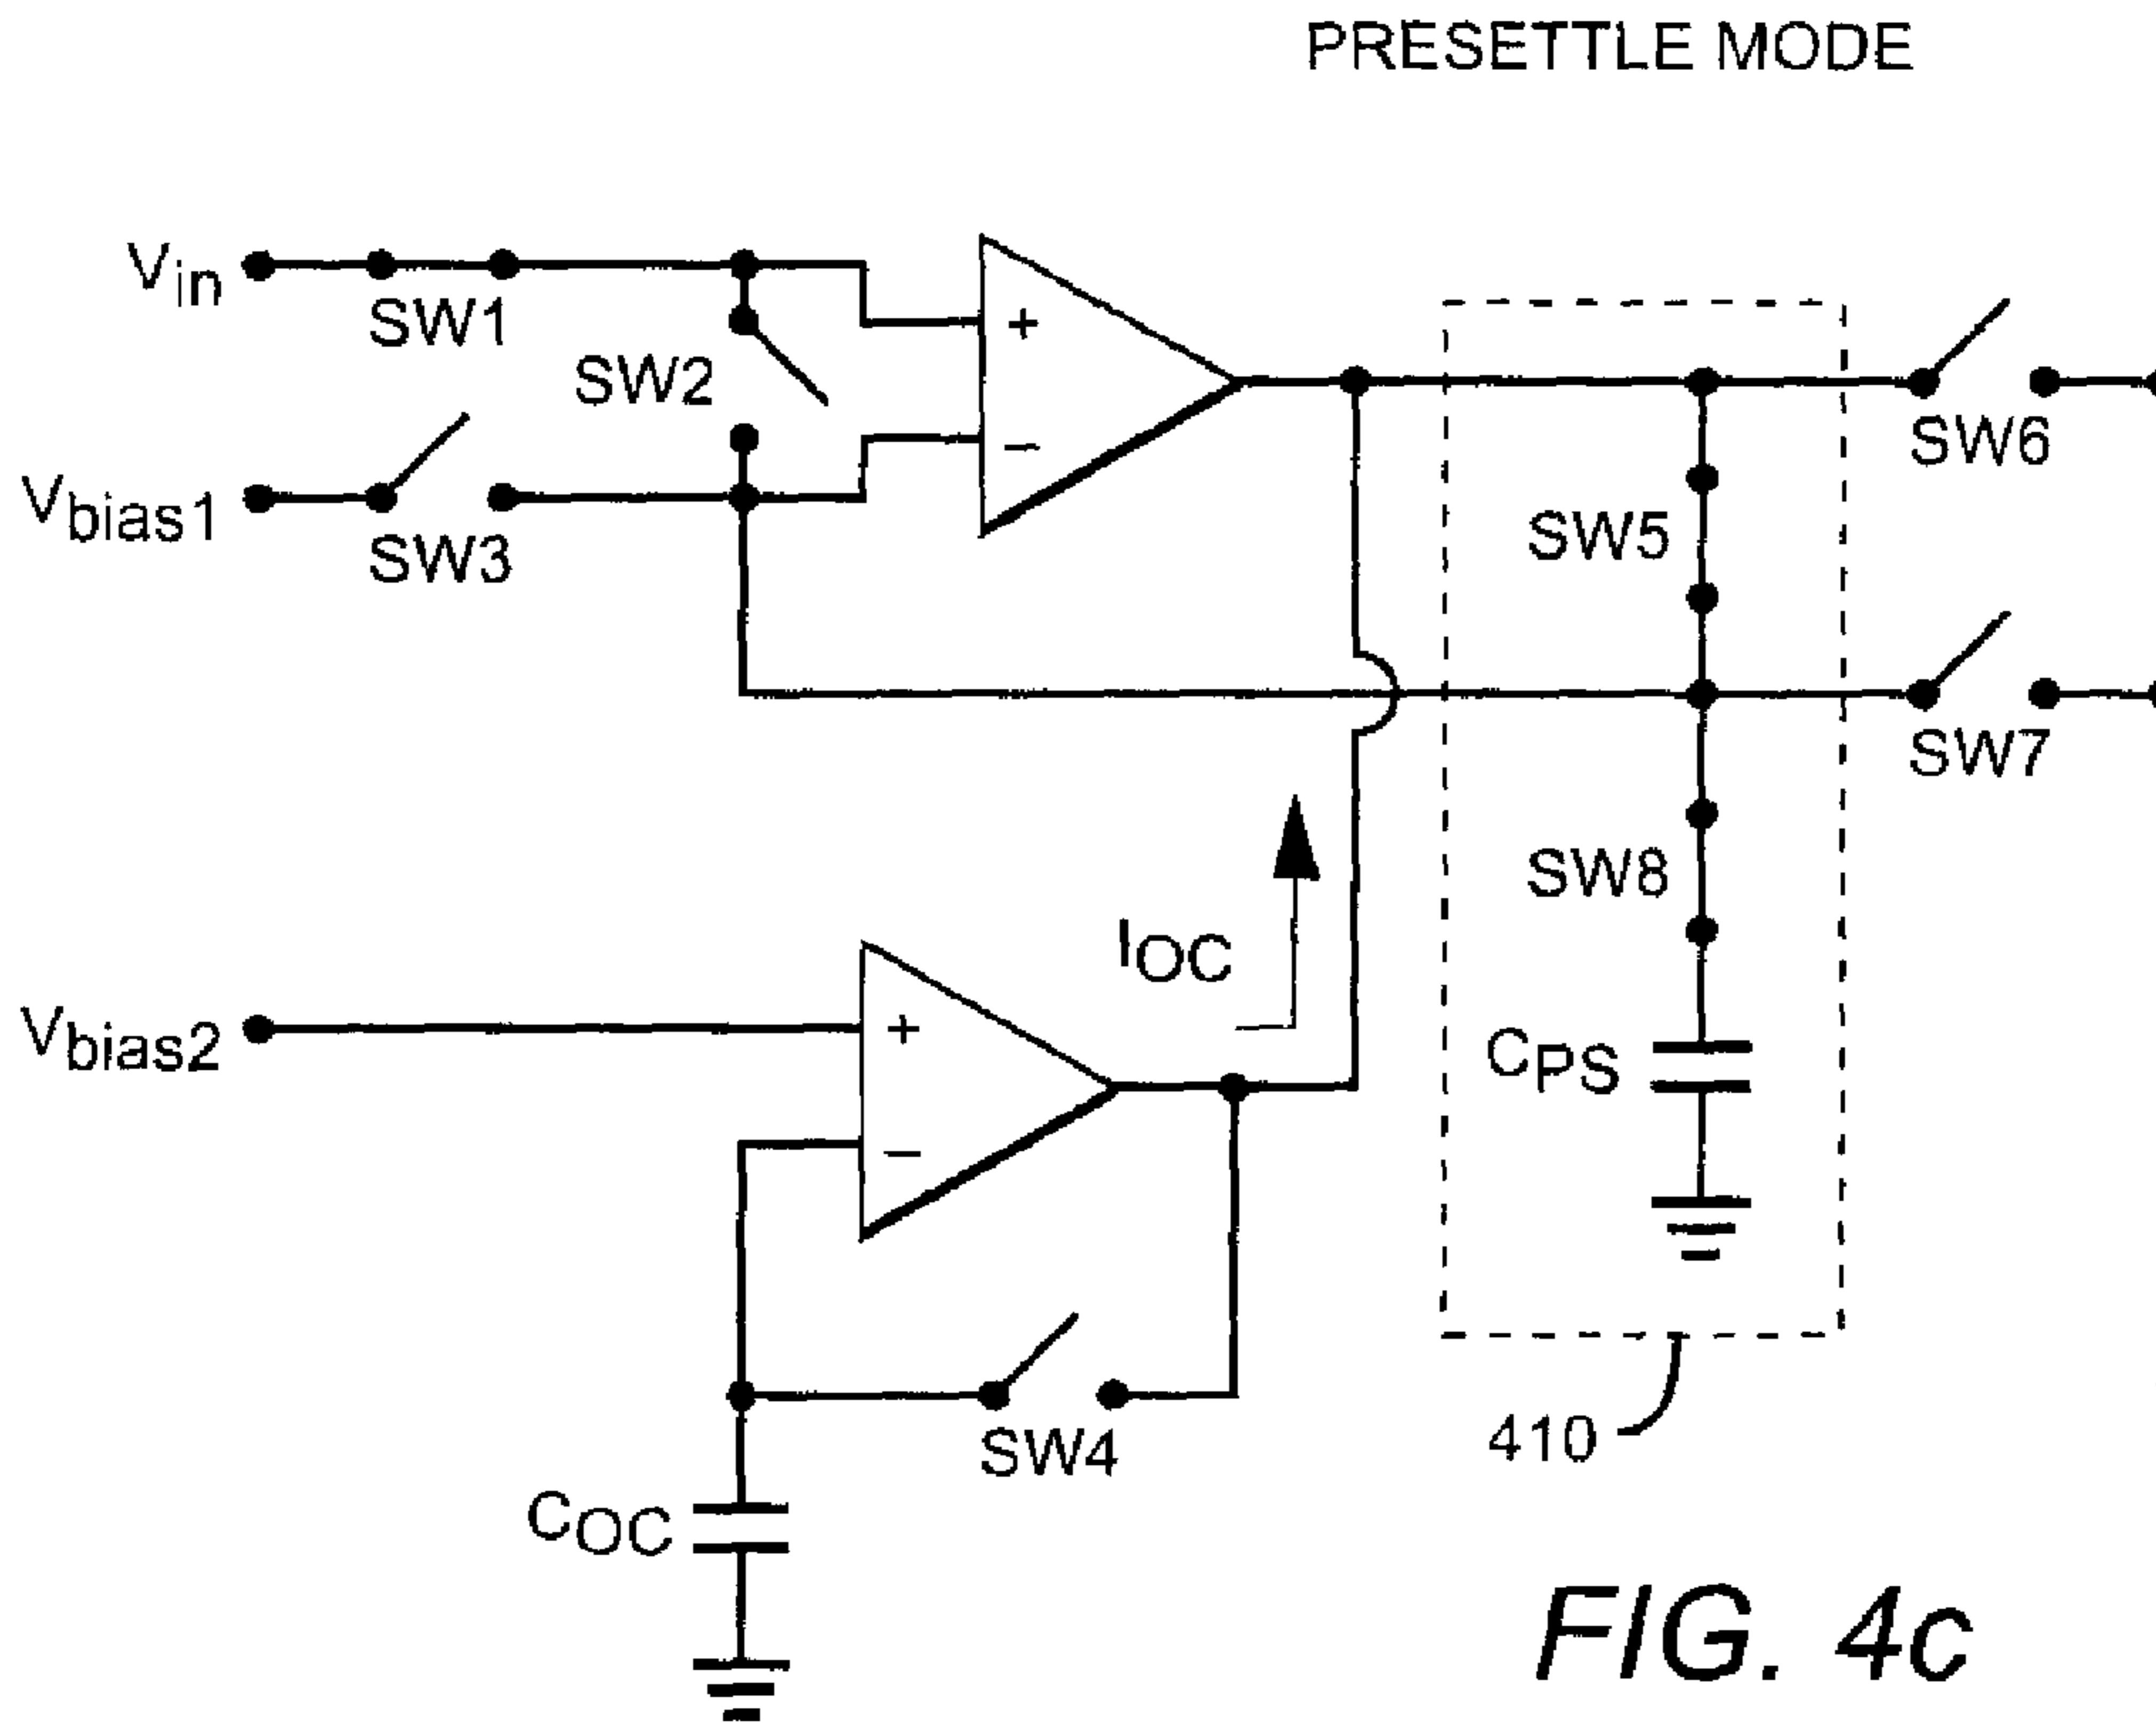 PRESETTLE MODE
Vin
SW1
SW2
+
−
Vbias1
SW3
SW5
SW6
SW7
SW8
IOC
Vbias2
+
−
CPS
SW4
410
COC
FIG. 4c